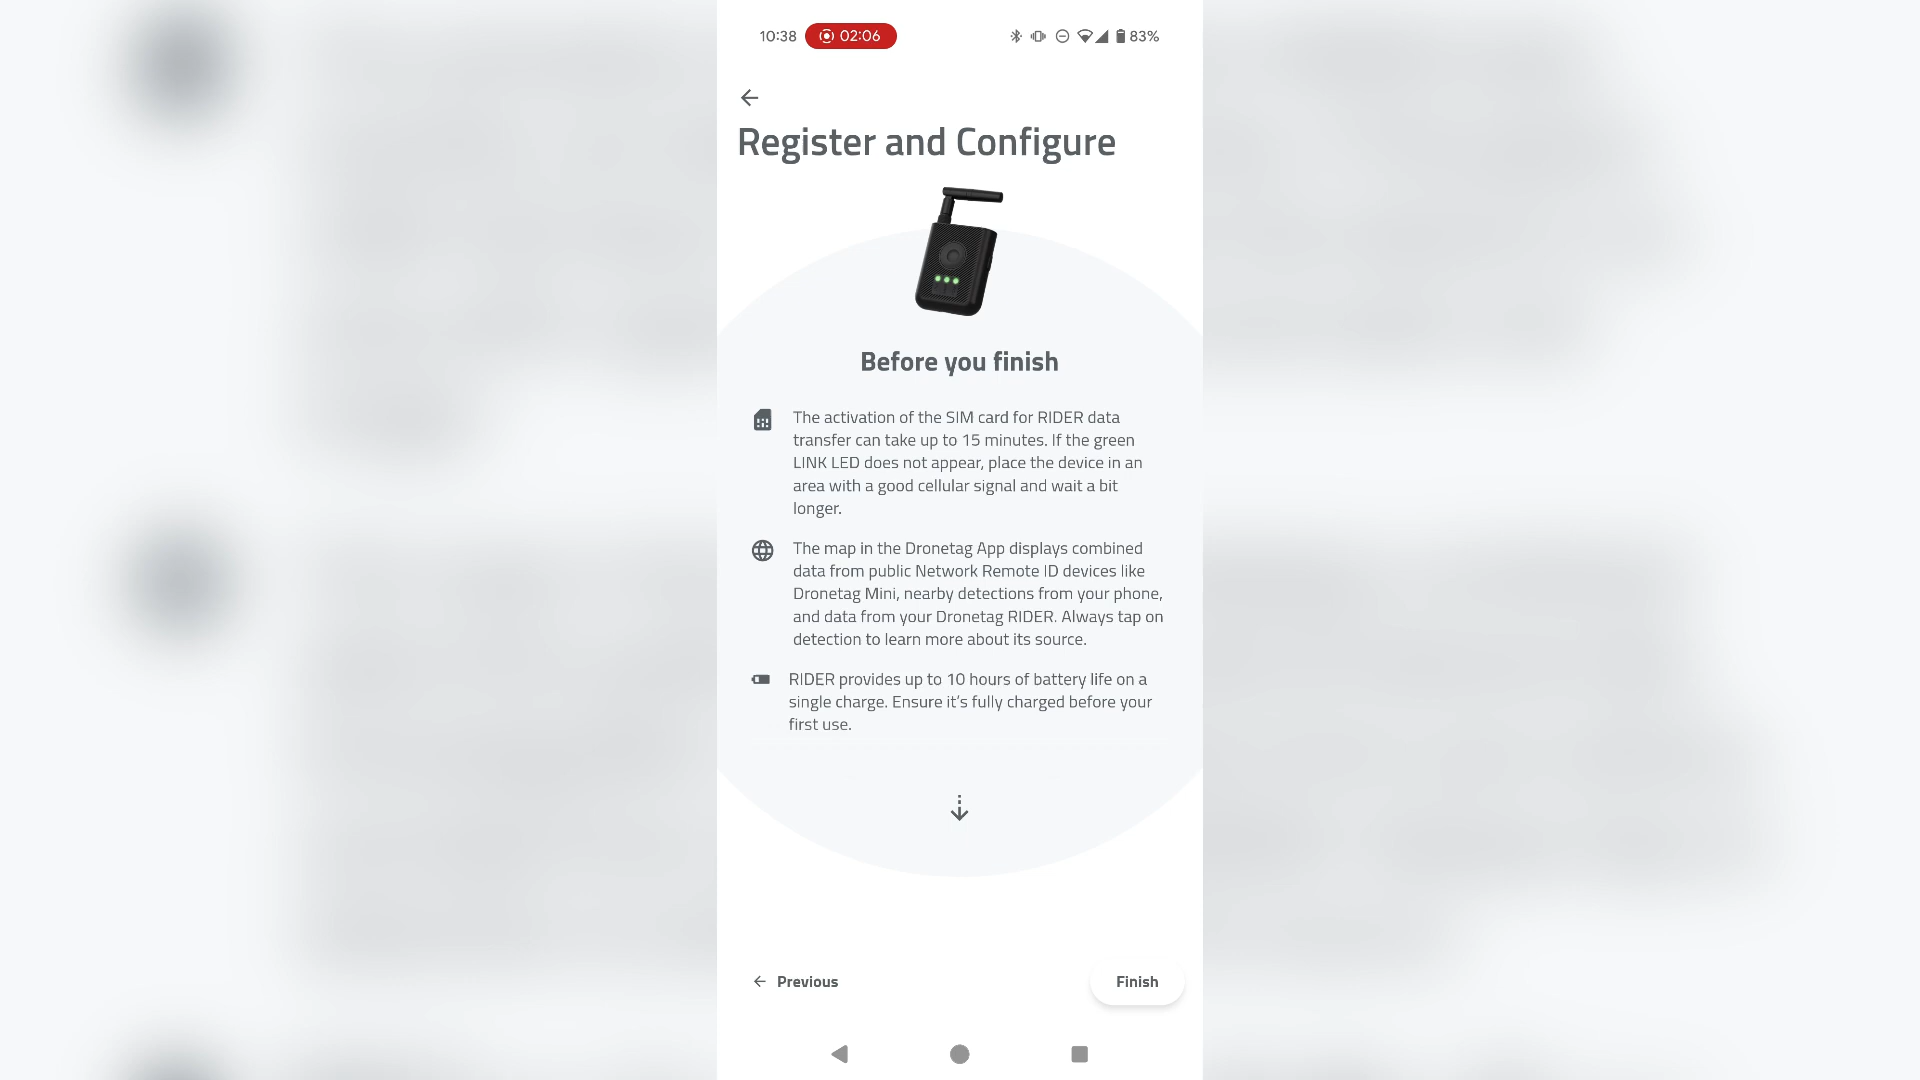 10:38 02:06 83%
Register and Configure
Before you finish
The activation of the SIM card for RIDER data
transfer can take up to 15 minutes. If the green
LINK LED does not appear, place the device in an
area with a good cellular signal and wait a bit
longer.
The map in the Dronetag App displays combined
data from public Network Remote ID devices like
Dronetag Mini, nearby detections from your phone,
and data from your Dronetag RIDER. Always tap on
detection to learn more about its source.
RIDER provides up to 10 hours of battery life on a
single charge. Ensure it’s fully charged before your
first use.
Previous Finish